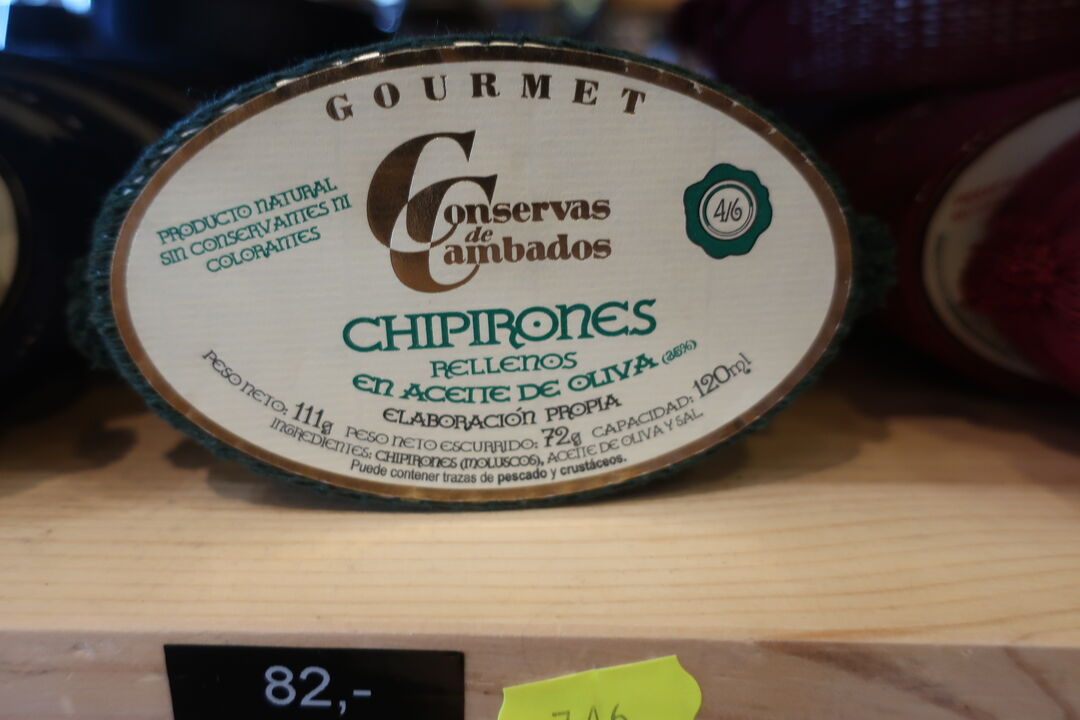 GOURMET
PRODUCTO NATURAL
SIN CONSERVANTES NI
COLORANTES
Conservas
de
Cambados
4/6
CHIPIRONES
RELLENOS
EN ACEITE DE OLIVA (35%)
ELABORACIÓN PROPIA
PESO NETO: 111g PESO NETO ESCURRIDO: 72g CAPACIDAD: 120ml
INGREDIENTES: CHIPIRONES (MOLUSCOS), ACEITE DE OLIVA Y SAL
Puede contener trazas de pescado y crustáceos.
82,-